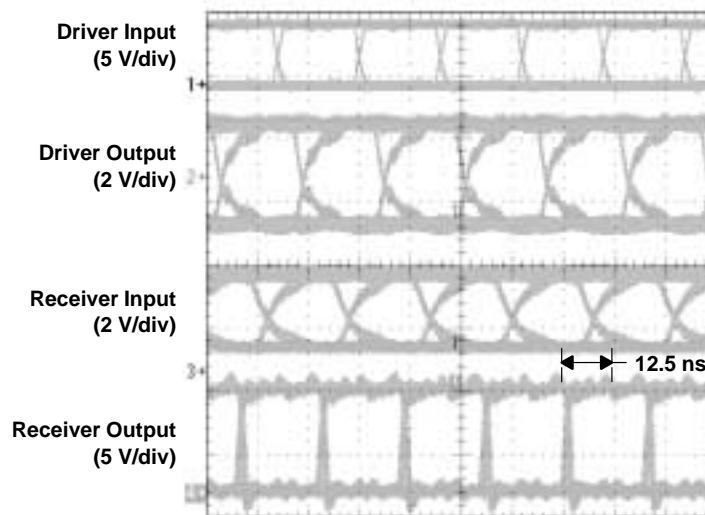 Driver Input
(5 V/div)
1
Driver Output
(2 V/div)
2
Receiver Input
(2 V/div)
12.5 ns
3
Receiver Output
(5 V/div)